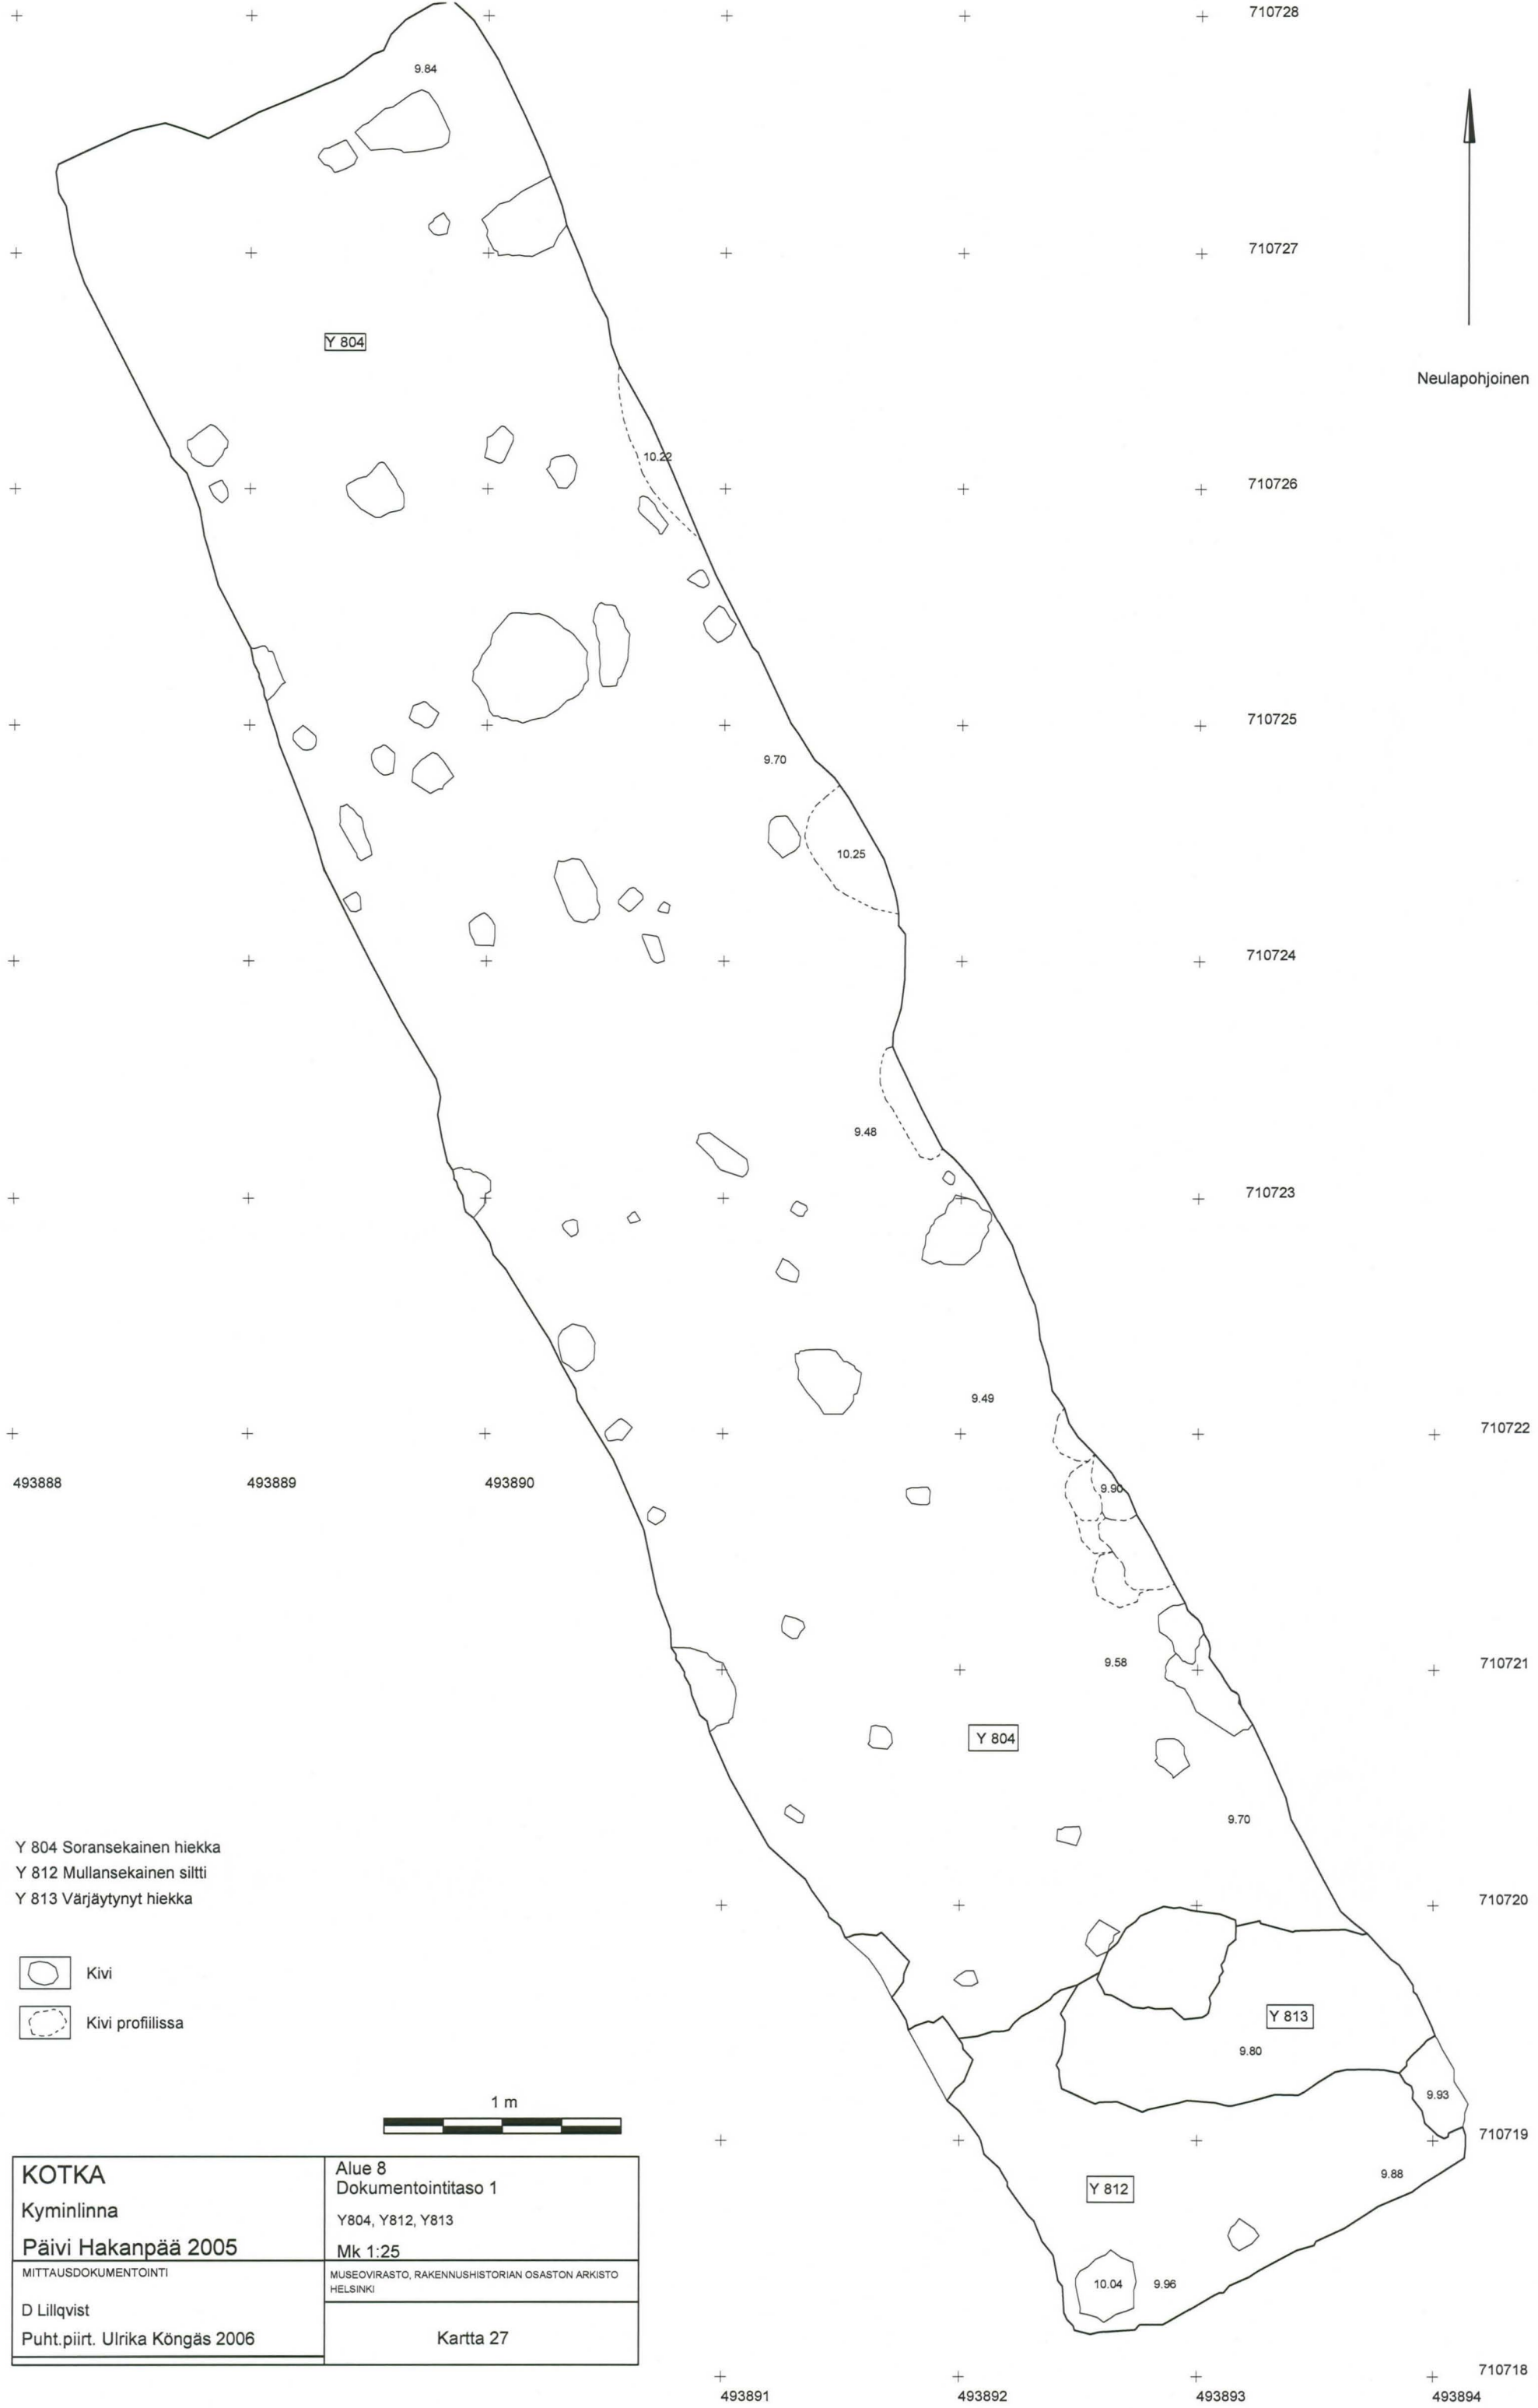 710728
9.84
710727
Y 804
Neulapohjoinen
10.22
710726
710725
9.70
10.25
710724
9.48
710723
9.49
710722
493888
493889
493890
9.90
9.58
710721
Y 804
9.70
Y 804 Soransekainen hiekka
Y 812 Mullansekainen siltti
Y 813 Värjäytynyt hiekka
710720
Kivi
Kivi profiilissa
Y 813
9.80
9.93
1 m
710719
9.88
Y 812
10.04
9.96
KOTKA
Kyminlinna
Päivi Hakanpää 2005
Alue 8
Dokumentointitaso 1
Y804, Y812, Y813
Mk 1:25
MITTAUSDOKUMENTOINTI
D Lillqvist
Puht.piirt. Ulrika Köngäs 2006
MUSEOVIRASTO, RAKENNUSHISTORIAN OSASTON ARKISTO
HELSINKI
Kartta 27
710718
493891
493892
493893
493894